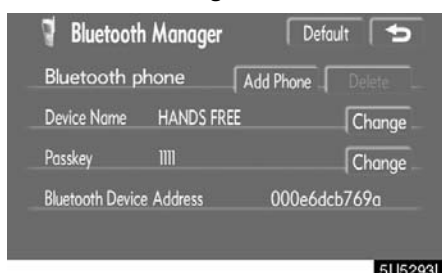 Bluetooth Manager Default
Bluetooth phone Add Phone Delete
Device Name HANDS FREE Change
Passkey 1111 Change
Bluetooth Device Address 000e6dcb769a
5U5293L